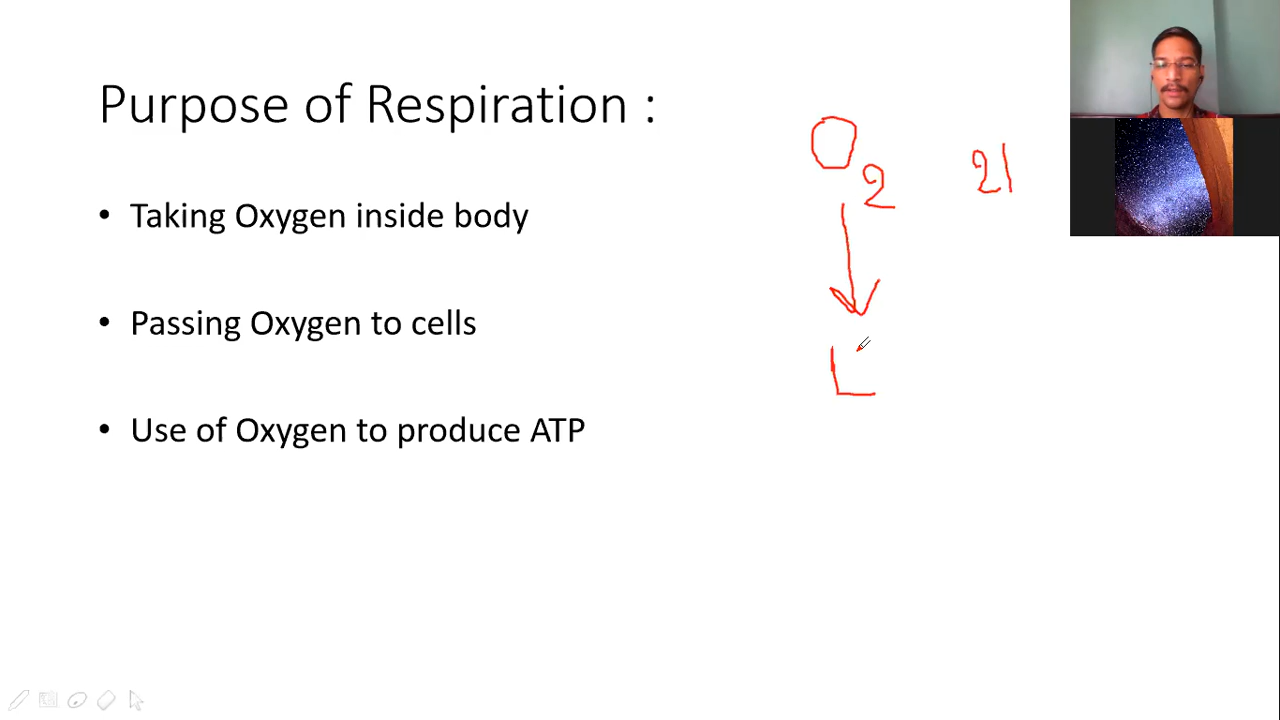 Purpose of Respiration :
• Taking Oxygen inside body
• Passing Oxygen to cells
• Use of Oxygen to produce ATP
O2 21
L